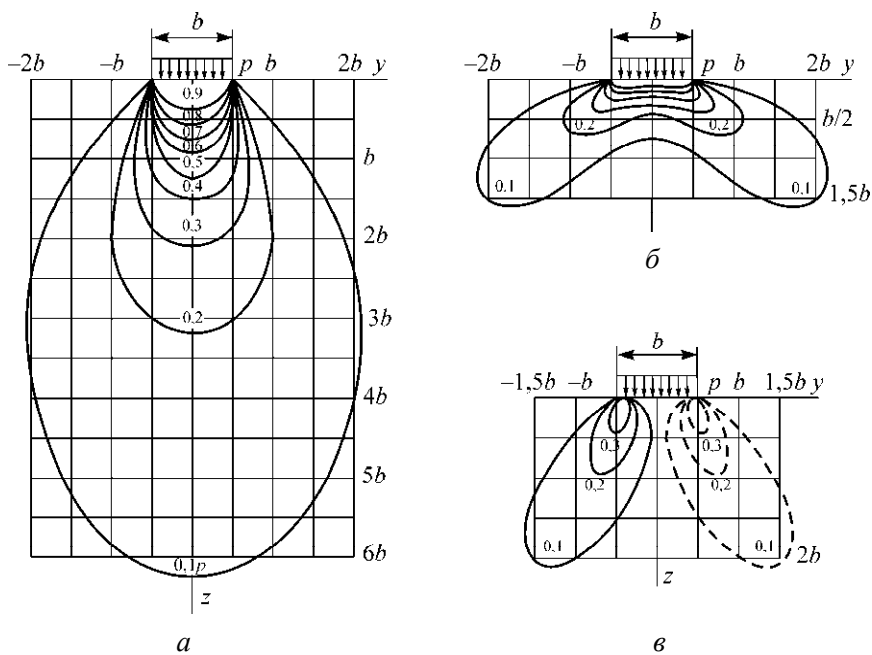 b
–2b –b p b 2b y
0.9
0.8
0.7
0.6
0.5
b
0.4
0.3
2b
0.2
3b
4b
5b
6b
0,1p
z
а
b
–2b –b p b 2b y
b/2
0.2 0.2
0.1 0.1
1,5b
б
b
–1,5b –b p b 1,5b y
0.3 0.3
0,2 0,2
0.1 0.1
2b
z
в